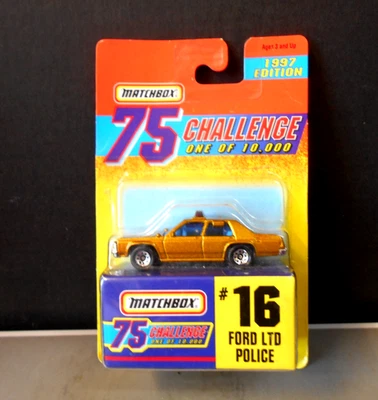 Ages 3 and Up
1997
EDITION
MATCHBOX
75 CHALLENGE
ONE OF 10,000
MATCHBOX
75 CHALLENGE
ONE OF 10,000
#16
FORD LTD
POLICE